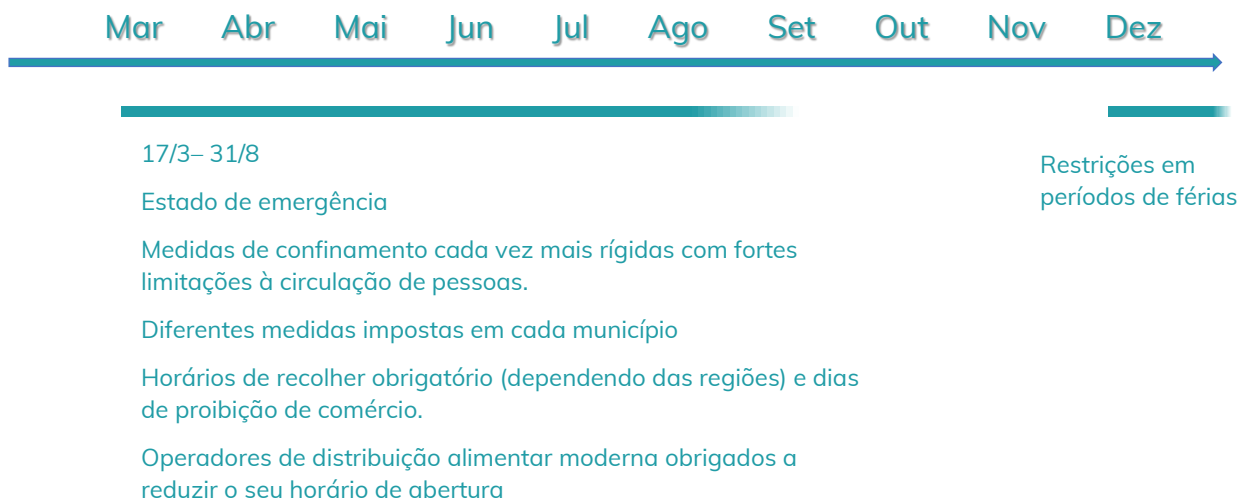 Mar Abr Mai Jun Jul Ago Set Out Nov Dez
17/3– 31/8
Estado de emergência
Medidas de confinamento cada vez mais rígidas com fortes
limitações à circulação de pessoas.
Diferentes medidas impostas em cada município
Horários de recolher obrigatório (dependendo das regiões) e dias
de proibição de comércio.
Operadores de distribuição alimentar moderna obrigados a
reduzir o seu horário de abertura
Restrições em
períodos de férias